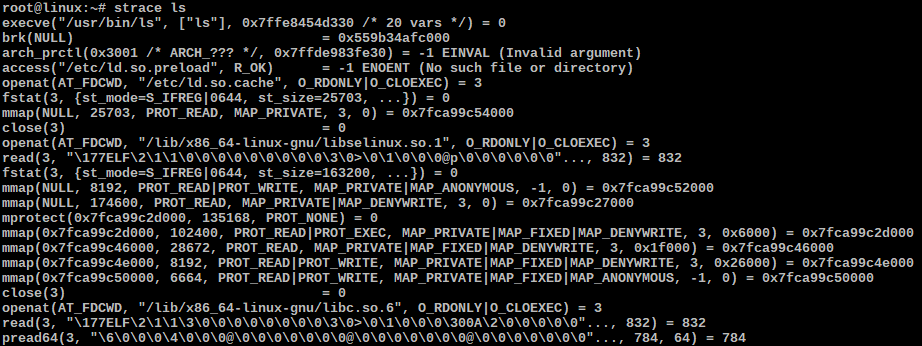 root@linux:~# strace ls
execve("/usr/bin/ls", ["ls"], 0x7ffe8454d330 /* 20 vars */) = 0
brk(NULL)                               = 0x559b34afc000
arch_prctl(0x3001 /* ARCH_??? */, 0x7ffde983fe30) = -1 EINVAL (Invalid argument)
access("/etc/ld.so.preload", R_OK)      = -1 ENOENT (No such file or directory)
openat(AT_FDCWD, "/etc/ld.so.cache", O_RDONLY|O_CLOEXEC) = 3
fstat(3, {st_mode=S_IFREG|0644, st_size=25703, ...}) = 0
mmap(NULL, 25703, PROT_READ, MAP_PRIVATE, 3, 0) = 0x7fca99c54000
close(3)                                = 0
openat(AT_FDCWD, "/lib/x86_64-linux-gnu/libselinux.so.1", O_RDONLY|O_CLOEXEC) = 3
read(3, "\177ELF\2\1\1\0\0\0\0\0\0\0\0\0\3\0>\0\1\0\0\0@p\0\0\0\0\0\0"..., 832) = 832
fstat(3, {st_mode=S_IFREG|0644, st_size=163200, ...}) = 0
mmap(NULL, 8192, PROT_READ|PROT_WRITE, MAP_PRIVATE|MAP_ANONYMOUS, -1, 0) = 0x7fca99c52000
mmap(NULL, 174600, PROT_READ, MAP_PRIVATE|MAP_DENYWRITE, 3, 0) = 0x7fca99c27000
mprotect(0x7fca99c2d000, 135168, PROT_NONE) = 0
mmap(0x7fca99c2d000, 102400, PROT_READ|PROT_EXEC, MAP_PRIVATE|MAP_FIXED|MAP_DENYWRITE, 3, 0x6000) = 0x7fca99c2d000
mmap(0x7fca99c46000, 28672, PROT_READ, MAP_PRIVATE|MAP_FIXED|MAP_DENYWRITE, 3, 0x1f000) = 0x7fca99c46000
mmap(0x7fca99c4e000, 8192, PROT_READ|PROT_WRITE, MAP_PRIVATE|MAP_FIXED|MAP_DENYWRITE, 3, 0x26000) = 0x7fca99c4e000
mmap(0x7fca99c50000, 6664, PROT_READ|PROT_WRITE, MAP_PRIVATE|MAP_FIXED|MAP_ANONYMOUS, -1, 0) = 0x7fca99c50000
close(3)                                = 0
openat(AT_FDCWD, "/lib/x86_64-linux-gnu/libc.so.6", O_RDONLY|O_CLOEXEC) = 3
read(3, "\177ELF\2\1\1\3\0\0\0\0\0\0\0\0\3\0>\0\1\0\0\0\300A\2\0\0\0\0\0"..., 832) = 832
pread64(3, "\6\0\0\0\4\0\0\0@\0\0\0\0\0\0\0@\0\0\0\0\0\0\0@\0\0\0\0\0\0\0"..., 784, 64) = 784